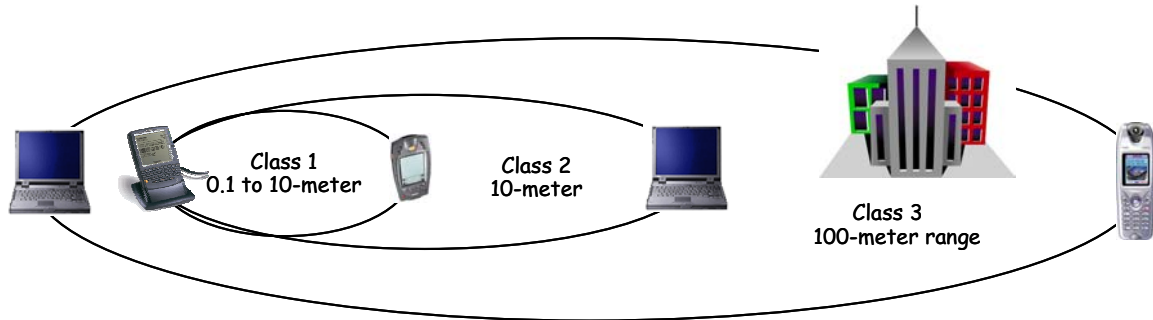 Class 1
0.1 to 10-meter
Class 2
10-meter
Class 3
100-meter range